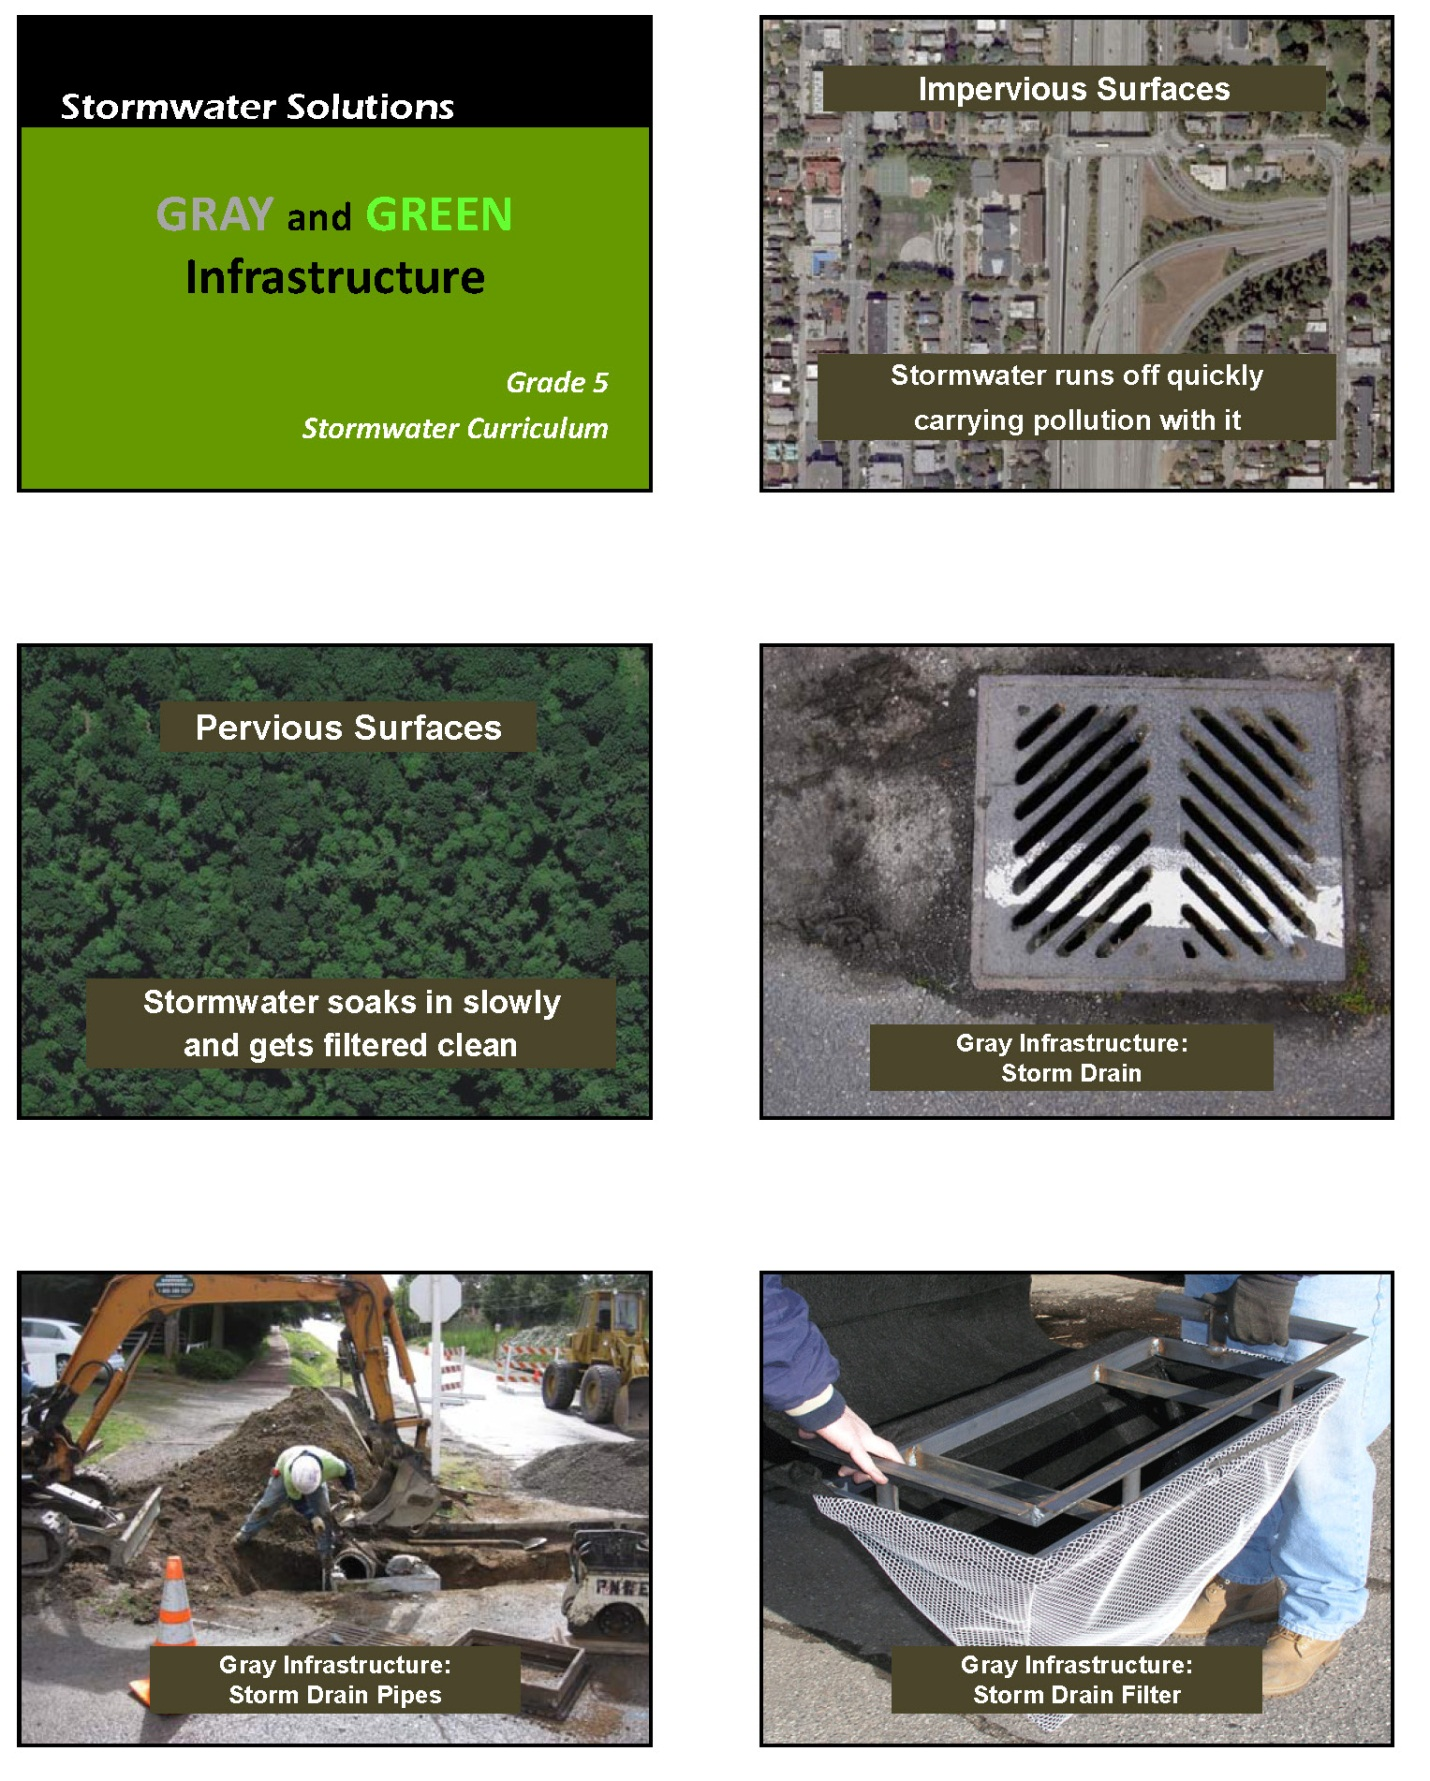 Stormwater Solutions
GRAY and GREEN
Infrastructure
Grade 5
Stormwater Curriculum
Impervious Surfaces
Stormwater runs off quickly
carrying pollution with it
Pervious Surfaces
Stormwater soaks in slowly
and gets filtered clean
Gray Infrastructure:
Storm Drain
Gray Infrastructure:
Storm Drain Pipes
Gray Infrastructure:
Storm Drain Filter